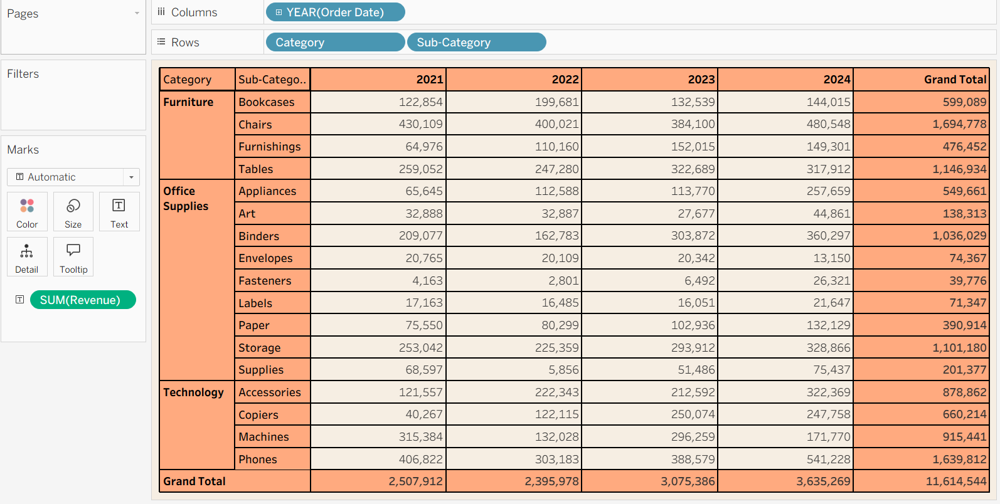 Pages
Columns YEAR(Order Date)
Rows Category Sub-Category
Filters
Marks
Automatic
Color Size Text
Detail Tooltip
SUM(Revenue)
Category Sub-Catego.. 2021 2022 2023 2024 Grand Total
Furniture Bookcases 122,854 199,681 132,539 144,015 599,089
Chairs 430,109 400,021 384,100 480,548 1,694,778
Furnishings 64,976 110,160 152,015 149,301 476,452
Tables 259,052 247,280 322,689 317,912 1,146,934
Office Supplies Appliances 65,645 112,588 113,770 257,659 549,661
Art 32,888 32,887 27,677 44,861 138,313
Binders 209,077 162,783 303,872 360,297 1,036,029
Envelopes 20,765 20,109 20,342 13,150 74,367
Fasteners 4,163 2,801 6,492 26,321 39,776
Labels 17,163 16,485 16,051 21,647 71,347
Paper 75,550 80,299 102,936 132,129 390,914
Storage 253,042 225,359 293,912 328,866 1,101,180
Supplies 68,597 5,856 51,486 75,437 201,377
Technology Accessories 121,557 222,343 212,592 322,369 878,862
Copiers 40,267 122,115 250,074 247,758 660,214
Machines 315,384 132,028 296,259 171,770 915,441
Phones 406,822 303,183 388,579 541,228 1,639,812
Grand Total 2,507,912 2,395,978 3,075,386 3,635,269 11,614,544